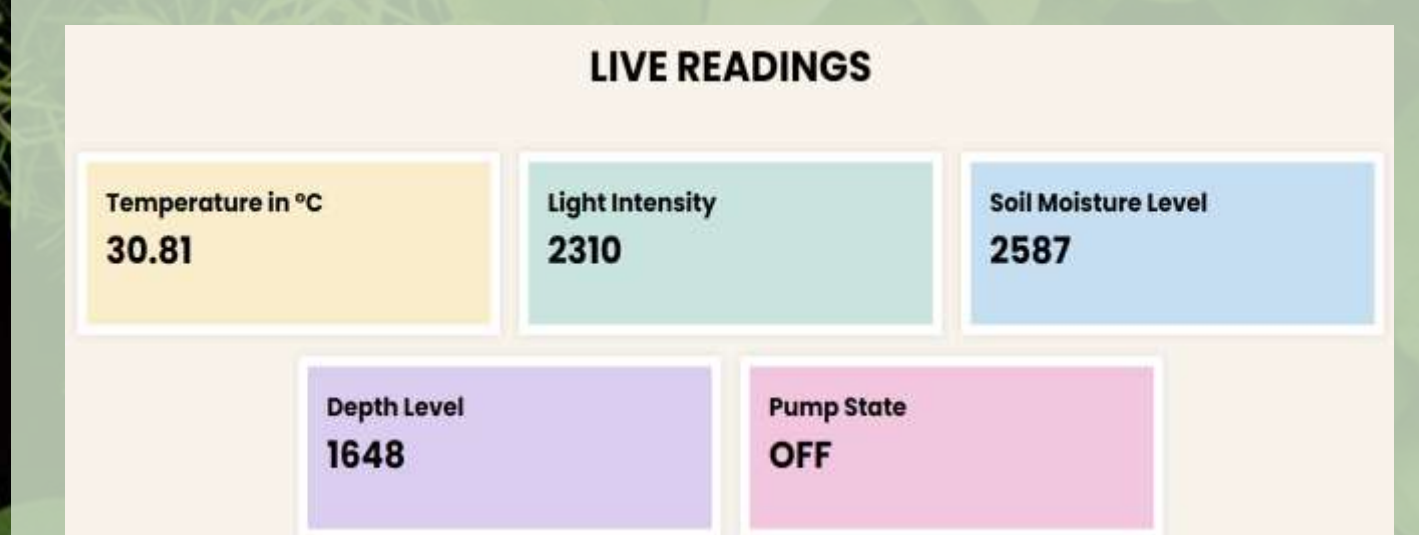 LIVE READINGS
Temperature in °C
30.81
Light Intensity
2310
Soil Moisture Level
2587
Depth Level
1648
Pump State
OFF